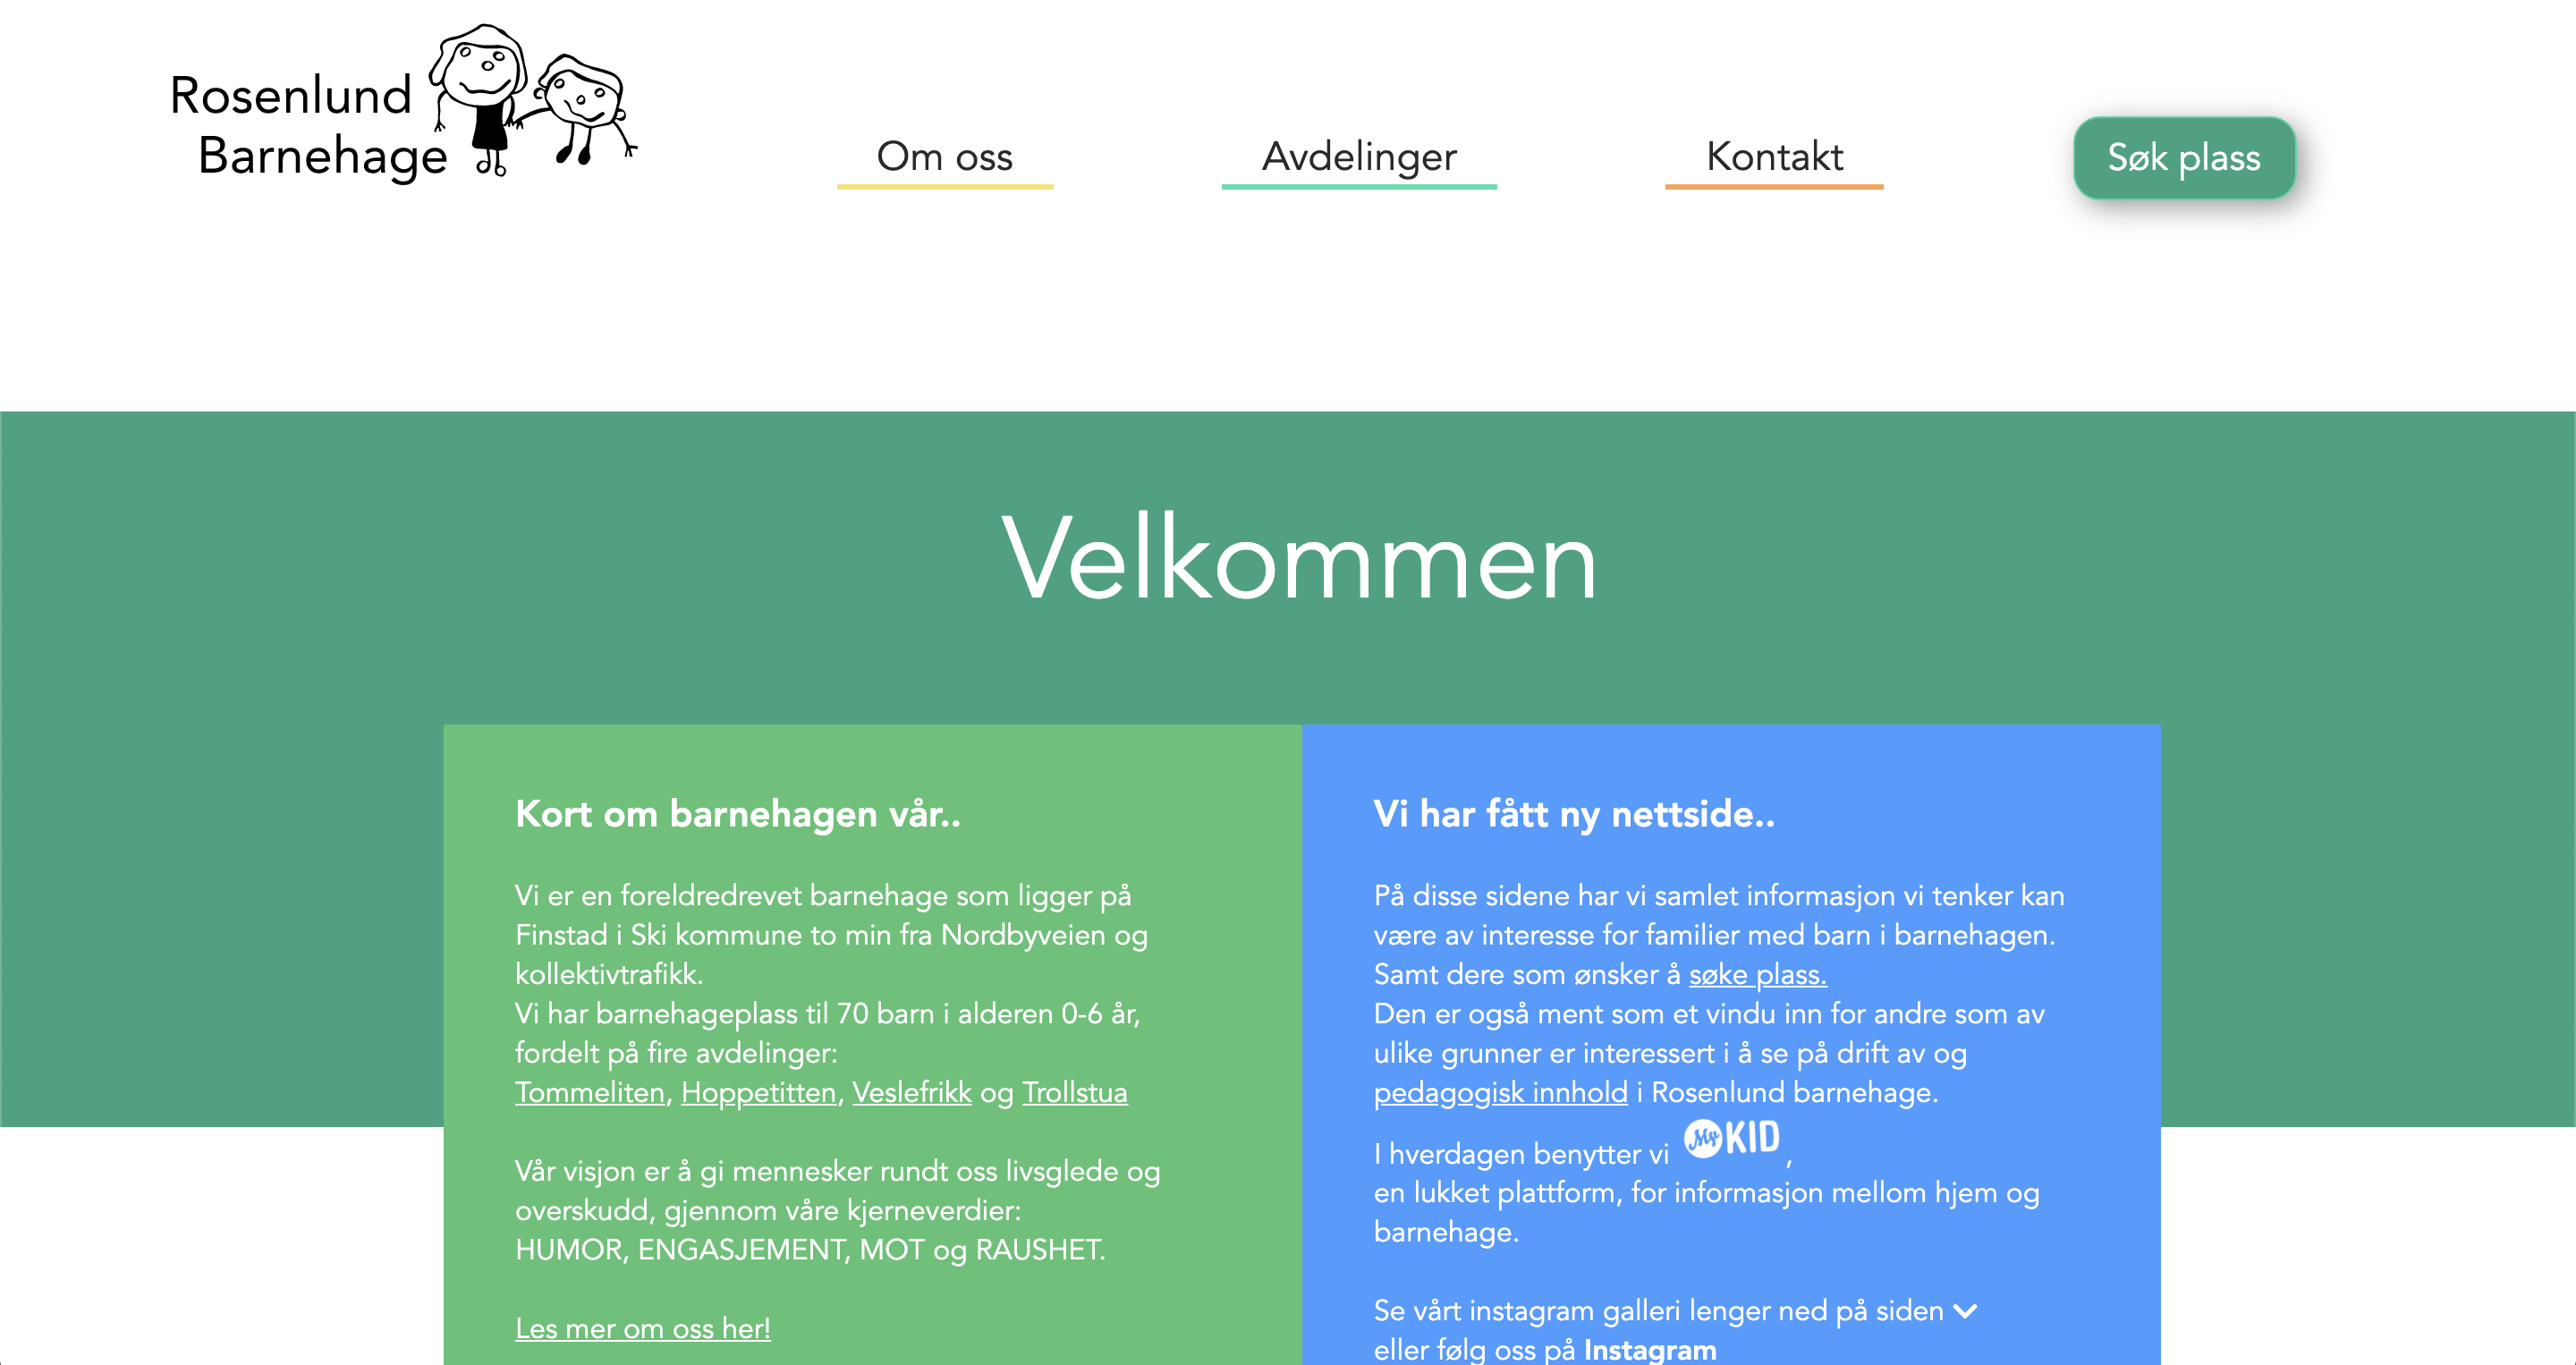 Rosenlund
Barnehage
Om oss
Avdelinger
Kontakt
Søk plass
Velkommen
Kort om barnehagen vår..
Vi er en foreldredrevet barnehage som ligger på
Finstad i Ski kommune to min fra Nordbyveien og
kollektivtrafikk.
Vi har barnehageplass til 70 barn i alderen 0-6 år,
fordelt på fire avdelinger:
Tommeliten, Hoppetitten, Veslefrikk og Trollstua
Vår visjon er å gi mennesker rundt oss livsglede og
overskudd, gjennom våre kjerneverdier:
HUMOR, ENGASJEMENT, MOT og RAUSHET.
Les mer om oss her!
Vi har fått ny nettside..
På disse sidene har vi samlet informasjon vi tenker kan
være av interesse for familier med barn i barnehagen.
Samt dere som ønsker å søke plass.
Den er også ment som et vindu inn for andre som av
ulike grunner er interessert i å se på drift av og
pedagogisk innhold i Rosenlund barnehage.
I hverdagen benytter vi My KID ,
en lukket plattform, for informasjon mellom hjem og
barnehage.
Se vårt instagram galleri lenger ned på siden
eller følg oss på Instagram